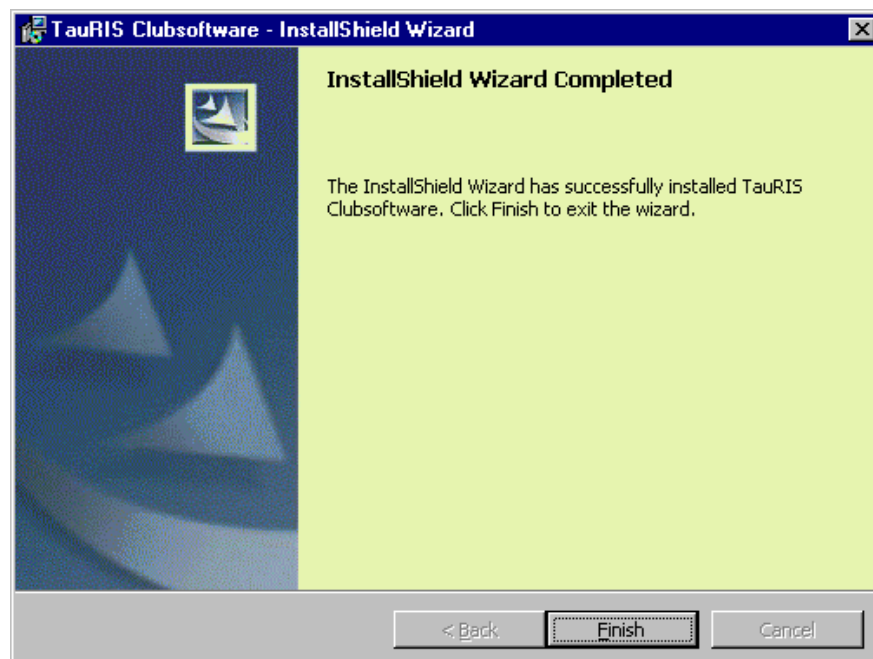 TauRIS Clubsoftware - InstallShield Wizard
InstallShield Wizard Completed
The InstallShield Wizard has successfully installed TauRIS
Clubsoftware. Click Finish to exit the wizard.
< Back
Finish
Cancel